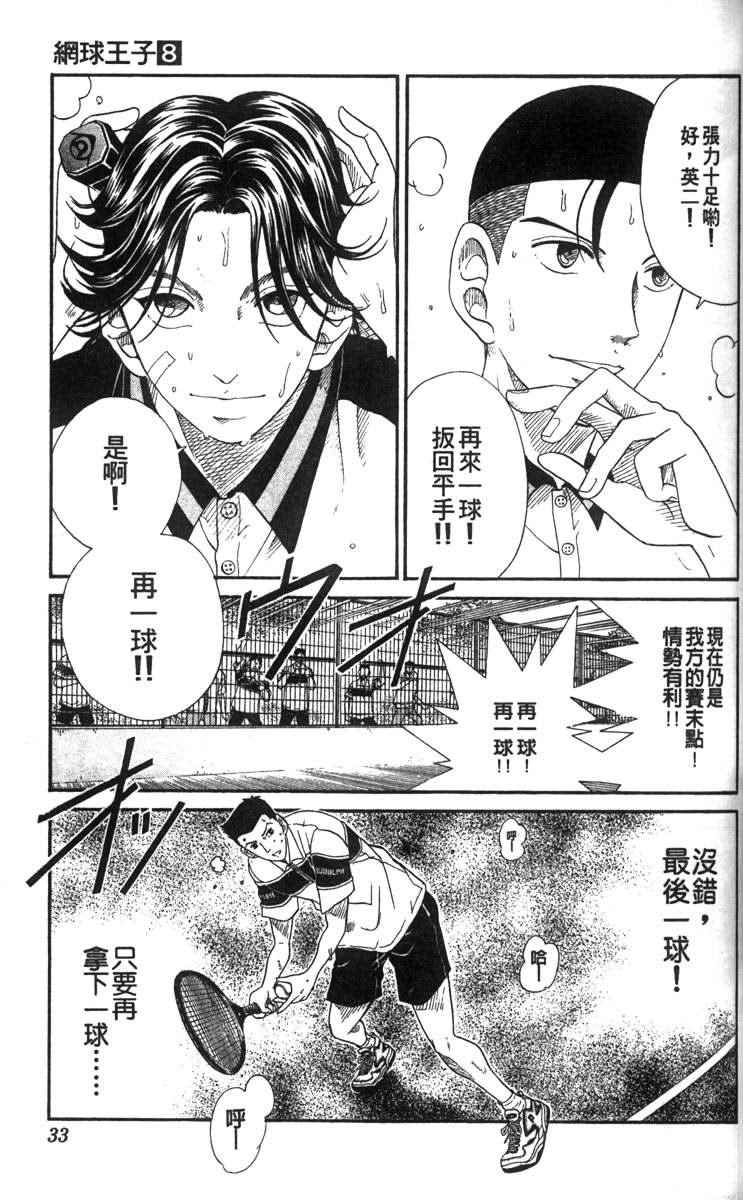 網球王子8
好，英二！
張力十足喲！
再來一球！
扳回平手!!
是啊！
再一球!!
現在仍是
我方的賽末點！
情勢有利!!
再一球！
再一球!!
ワァ
オォ
沒錯，
最後一球！
呼—
哈—
只要再
拿下一球……
呼—
33